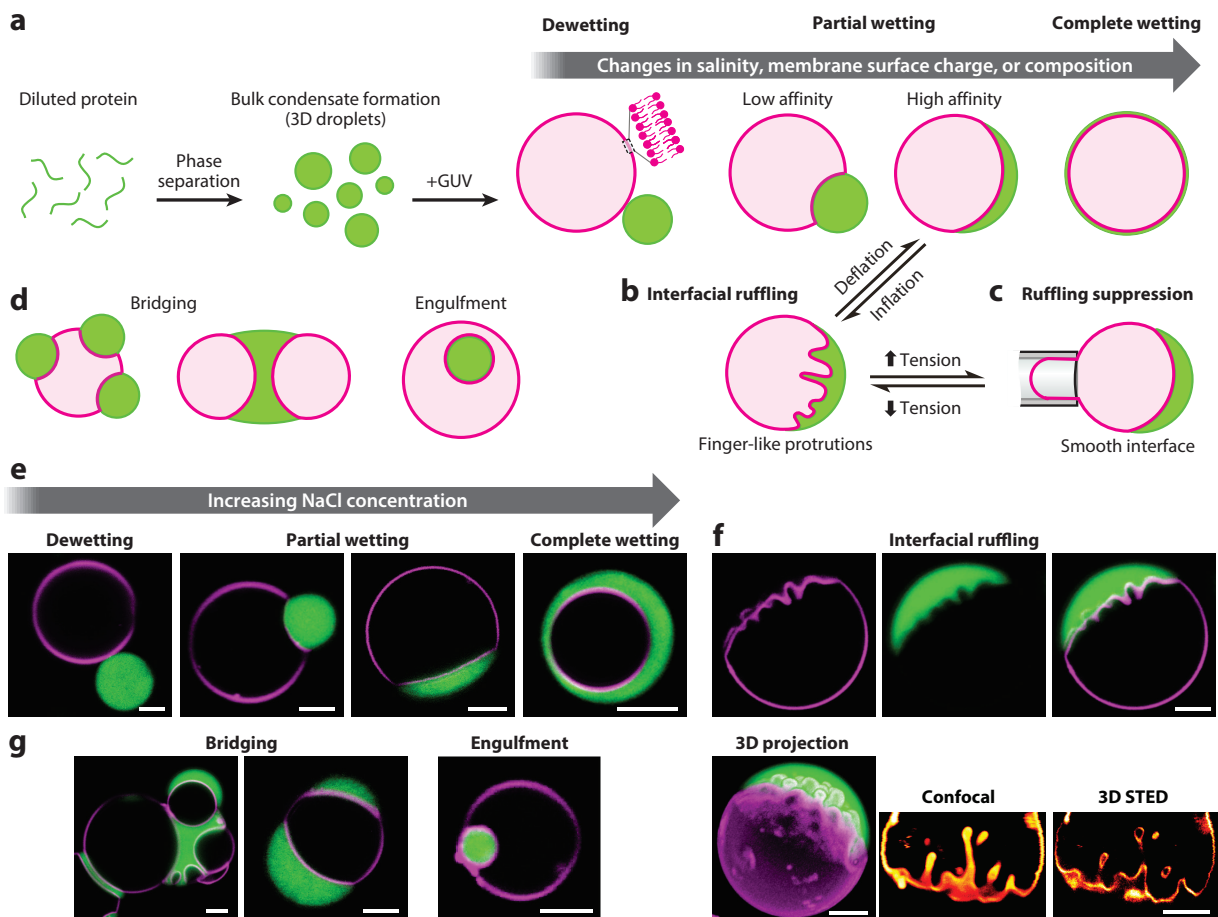 a
Dewetting
Partial wetting
Complete wetting
Changes in salinity, membrane surface charge, or composition
Diluted protein
Bulk condensate formation
(3D droplets)
Low affinity
High affinity
Phase
separation
+GUV
Deflation
Inflation
d
Bridging
Engulfment
b
Interfacial ruffling
c
Ruffling suppression
⬆ Tension
⬇ Tension
Finger-like protrutions
Smooth interface
e
Increasing NaCl concentration
Dewetting
Partial wetting
Complete wetting
f
Interfacial ruffling
g
Bridging
Engulfment
3D projection
Confocal
3D STED